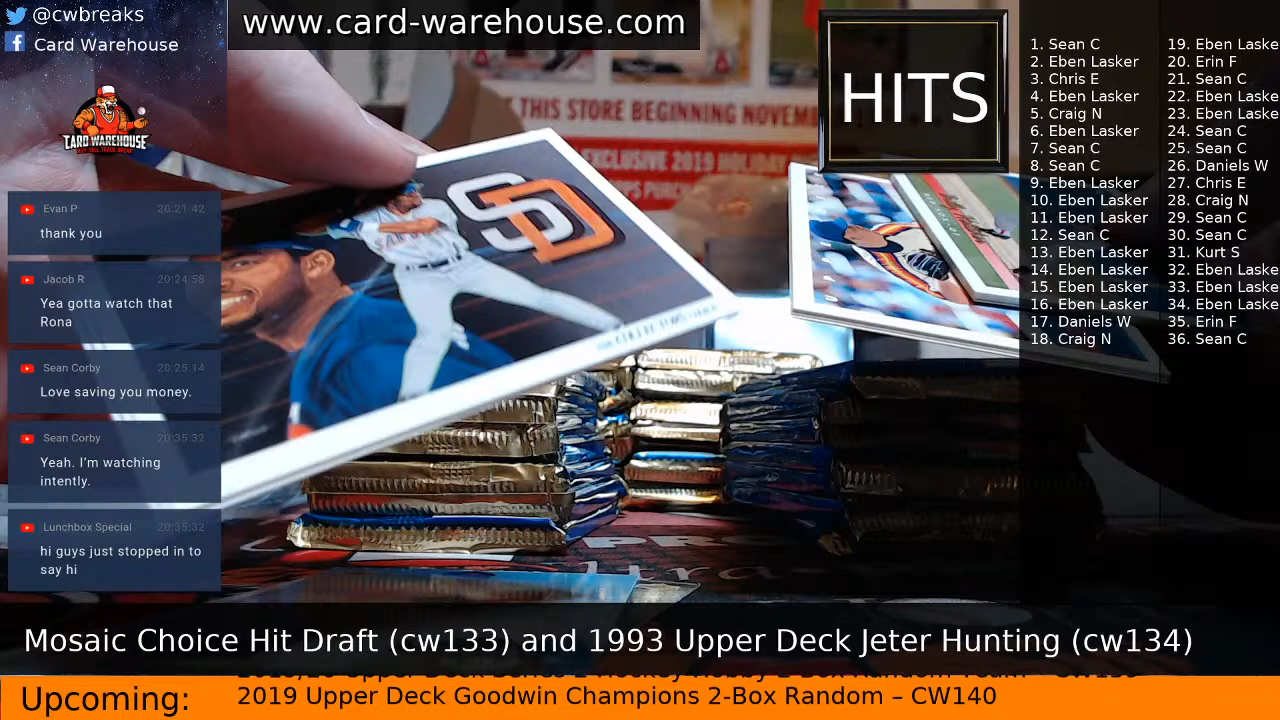 @cwbreaks
Card Warehouse
www.card-warehouse.com
CARD WAREHOUSE
THIS STORE BEGINNING NOVEM
EXCLUSIVE 2019 HOLIDAY
HITS
SD
Evan P 20:21:42
thank you
Jacob R 20:24:58
Yea gotta watch that
Rona
Sean Corby 20:25:14
Love saving you money.
Sean Corby 20:35:32
Yeah. I'm watching
intently.
Lunchbox Special 20:35:32
hi guys just stopped in to
say hi
1. Sean C
2. Eben Lasker
3. Chris E
4. Eben Lasker
5. Craig N
6. Eben Lasker
7. Sean C
8. Sean C
9. Eben Lasker
10. Eben Lasker
11. Eben Lasker
12. Sean C
13. Eben Lasker
14. Eben Lasker
15. Eben Lasker
16. Eben Lasker
17. Daniels W
18. Craig N
19. Eben Laske
20. Erin F
21. Sean C
22. Eben Laske
23. Eben Laske
24. Sean C
25. Sean C
26. Daniels W
27. Chris E
28. Craig N
29. Sean C
30. Sean C
31. Kurt S
32. Eben Laske
33. Eben Laske
34. Eben Laske
35. Erin F
36. Sean C
Mosaic Choice Hit Draft (cw133) and 1993 Upper Deck Jeter Hunting (cw134)
Upcoming:
2019 Upper Deck Goodwin Champions 2-Box Random – CW140